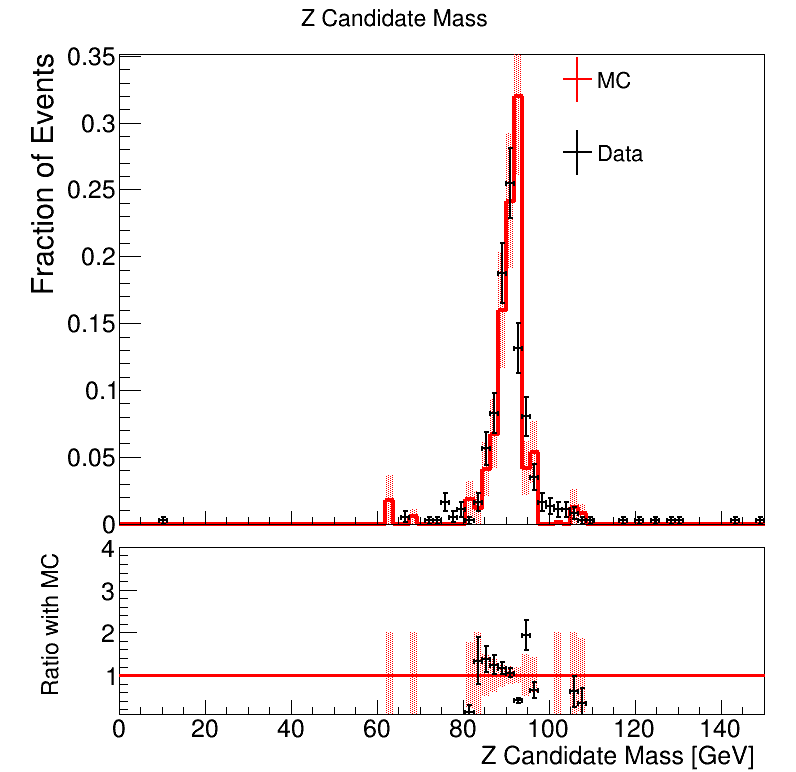 Z Candidate Mass
Fraction of Events
0.35
0.3
0.25
0.2
0.15
0.1
0.05
0
MC
Data
Ratio with MC
4
3
2
1
0 20 40 60 80 100 120 140
Z Candidate Mass [GeV]